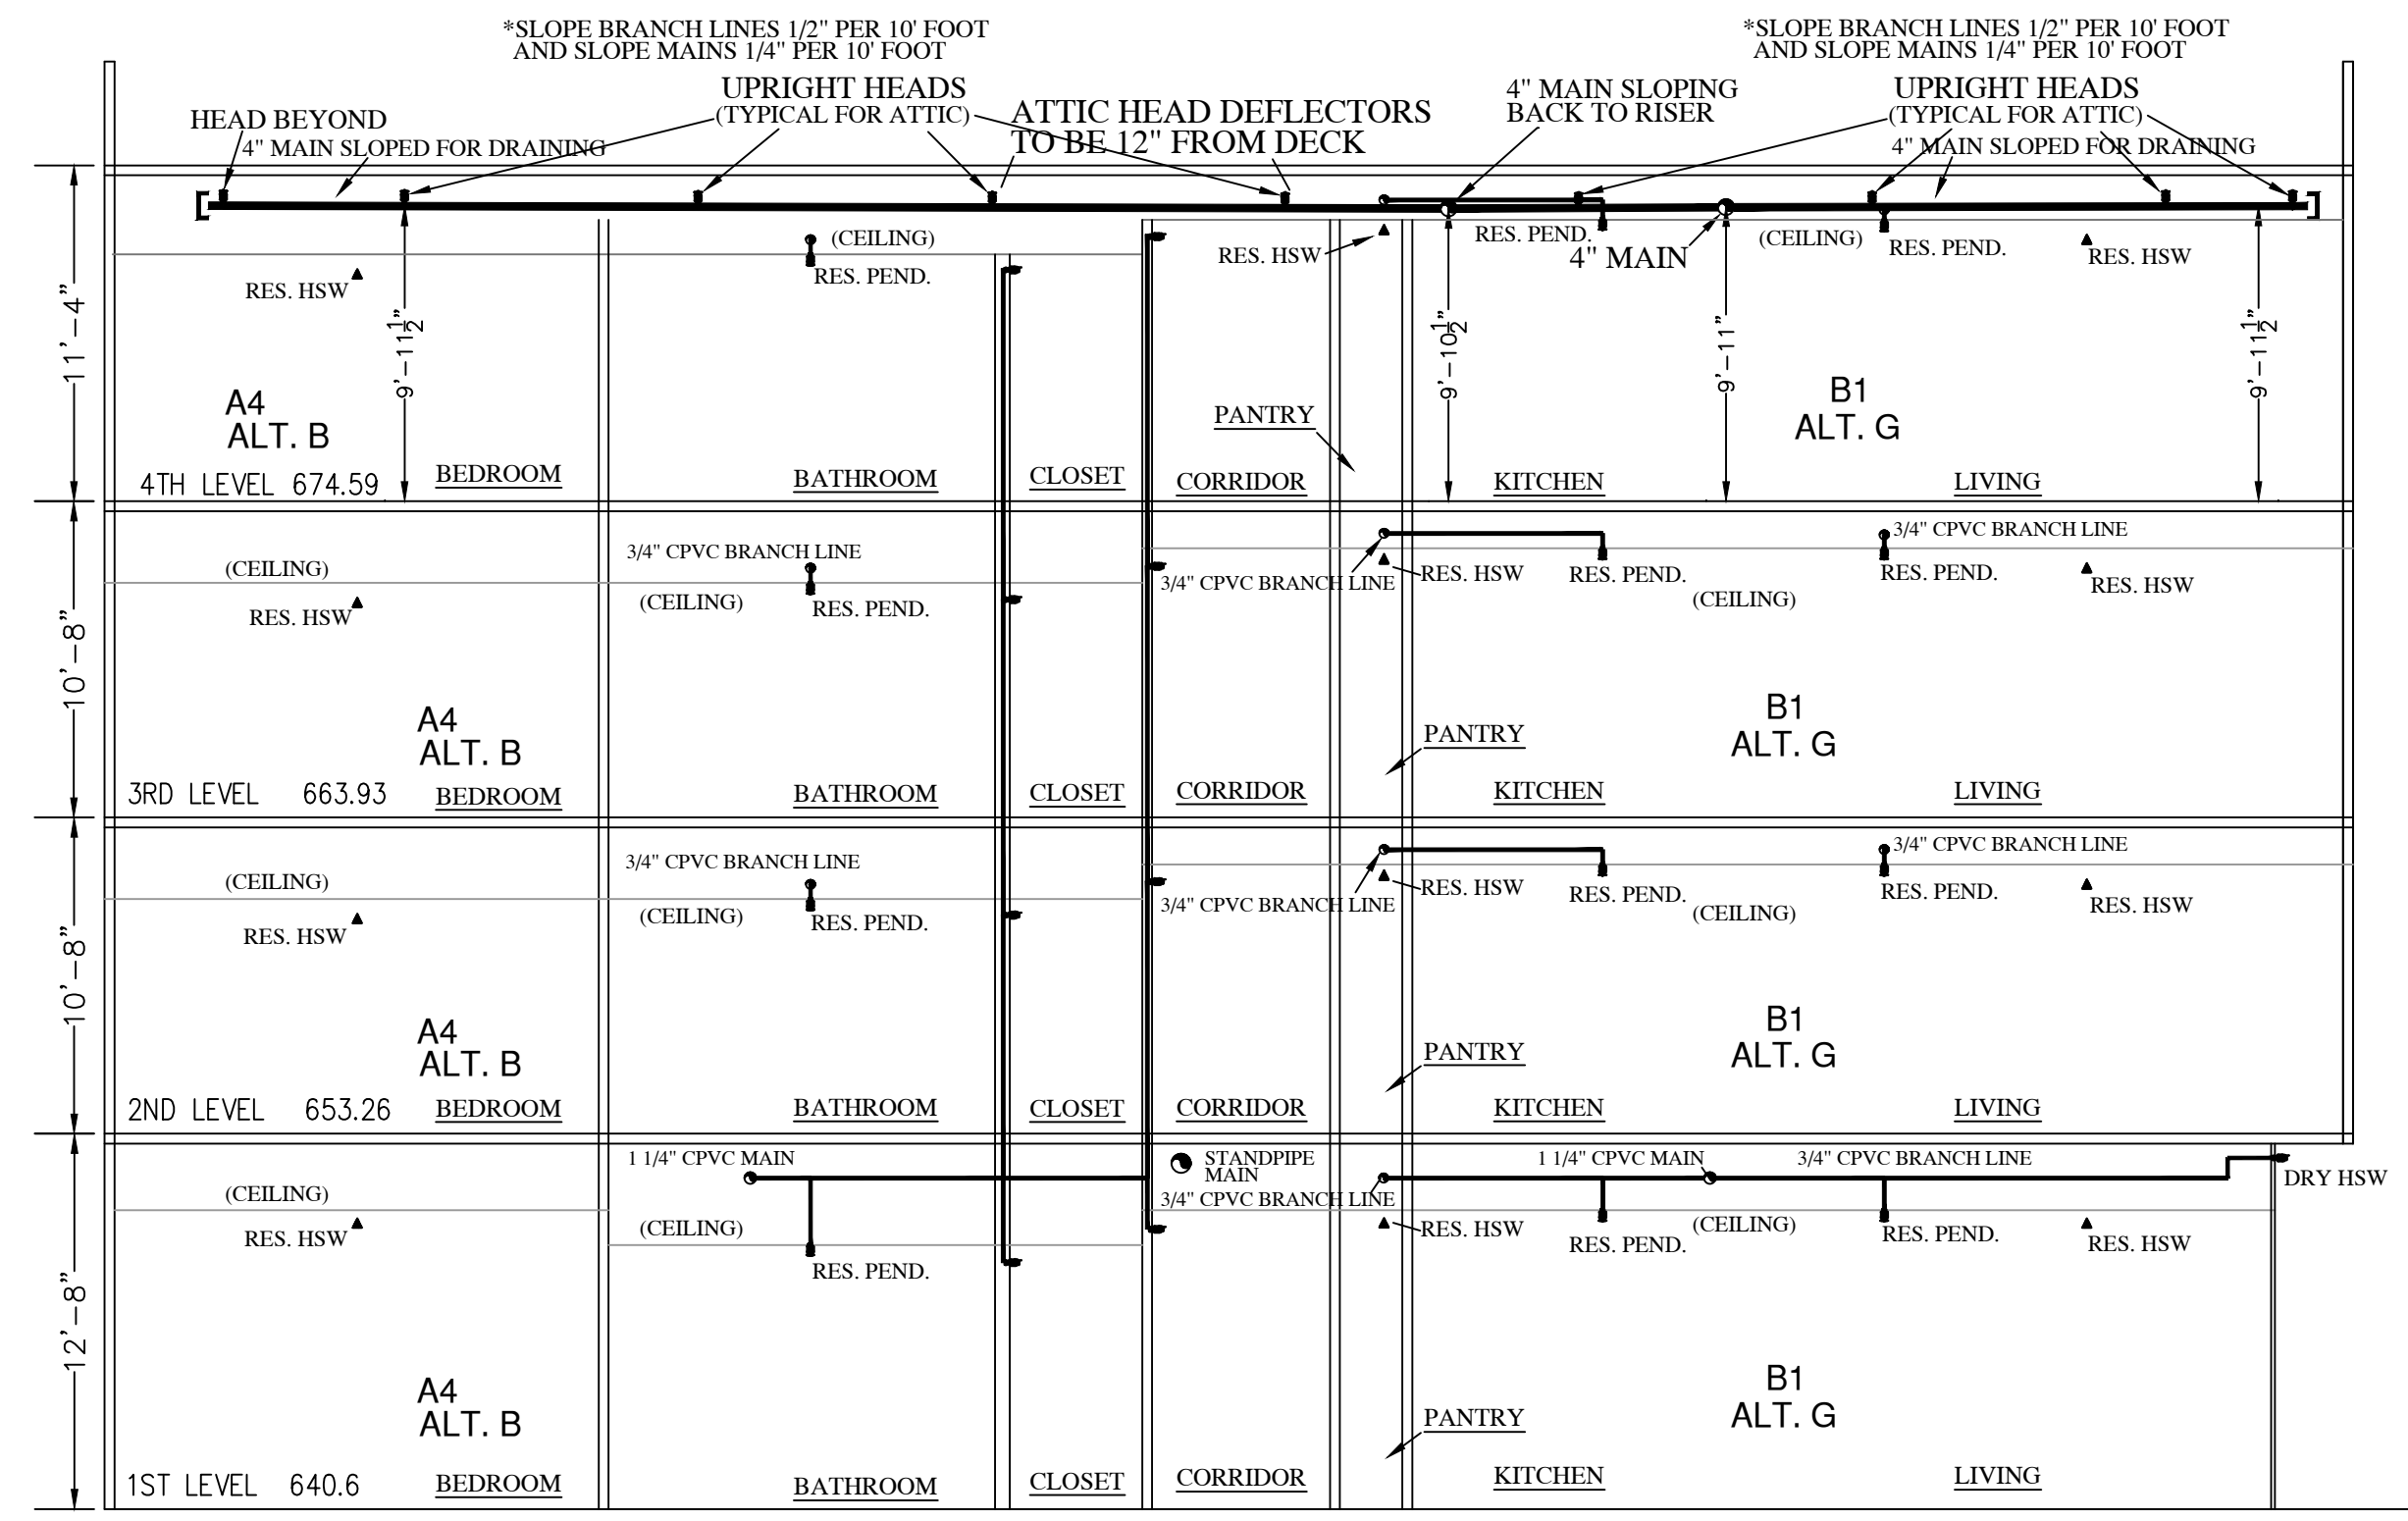 *SLOPE BRANCH LINES 1/2" PER 10' FOOT
AND SLOPE MAINS 1/4" PER 10' FOOT
*SLOPE BRANCH LINES 1/2" PER 10' FOOT
AND SLOPE MAINS 1/4" PER 10' FOOT
UPRIGHT HEADS
(TYPICAL FOR ATTIC)
HEAD BEYOND
4" MAIN SLOPED FOR DRAINING
ATTIC HEAD DEFLECTORS
TO BE 12" FROM DECK
4" MAIN SLOPING
BACK TO RISER
UPRIGHT HEADS
(TYPICAL FOR ATTIC)
4" MAIN SLOPED FOR DRAINING
11'-4"
RES. HSW
9'-11 1/2"
(CEILING)
RES. PEND.
RES. HSW
RES. PEND.
4" MAIN
(CEILING)
RES. PEND.
RES. HSW
9'-10 1/2"
9'-11"
9'-11 1/2"
A4
ALT. B
PANTRY
B1
ALT. G
4TH LEVEL 674.59
BEDROOM
BATHROOM
CLOSET
CORRIDOR
KITCHEN
LIVING
10'-8"
(CEILING)
RES. HSW
3/4" CPVC BRANCH LINE
(CEILING)
RES. PEND.
3/4" CPVC BRANCH LINE
RES. HSW
RES. PEND.
(CEILING)
3/4" CPVC BRANCH LINE
RES. PEND.
RES. HSW
A4
ALT. B
PANTRY
B1
ALT. G
3RD LEVEL 663.93
BEDROOM
BATHROOM
CLOSET
CORRIDOR
KITCHEN
LIVING
10'-8"
(CEILING)
RES. HSW
3/4" CPVC BRANCH LINE
(CEILING)
RES. PEND.
3/4" CPVC BRANCH LINE
RES. HSW
RES. PEND.
(CEILING)
3/4" CPVC BRANCH LINE
RES. PEND.
RES. HSW
A4
ALT. B
PANTRY
B1
ALT. G
2ND LEVEL 653.26
BEDROOM
BATHROOM
CLOSET
CORRIDOR
KITCHEN
LIVING
12'-8"
(CEILING)
RES. HSW
1 1/4" CPVC MAIN
(CEILING)
RES. PEND.
STANDPIPE
MAIN
3/4" CPVC BRANCH LINE
RES. HSW
1 1/4" CPVC MAIN
RES. PEND.
(CEILING)
3/4" CPVC BRANCH LINE
RES. PEND.
RES. HSW
DRY HSW
A4
ALT. B
PANTRY
B1
ALT. G
1ST LEVEL 640.6
BEDROOM
BATHROOM
CLOSET
CORRIDOR
KITCHEN
LIVING